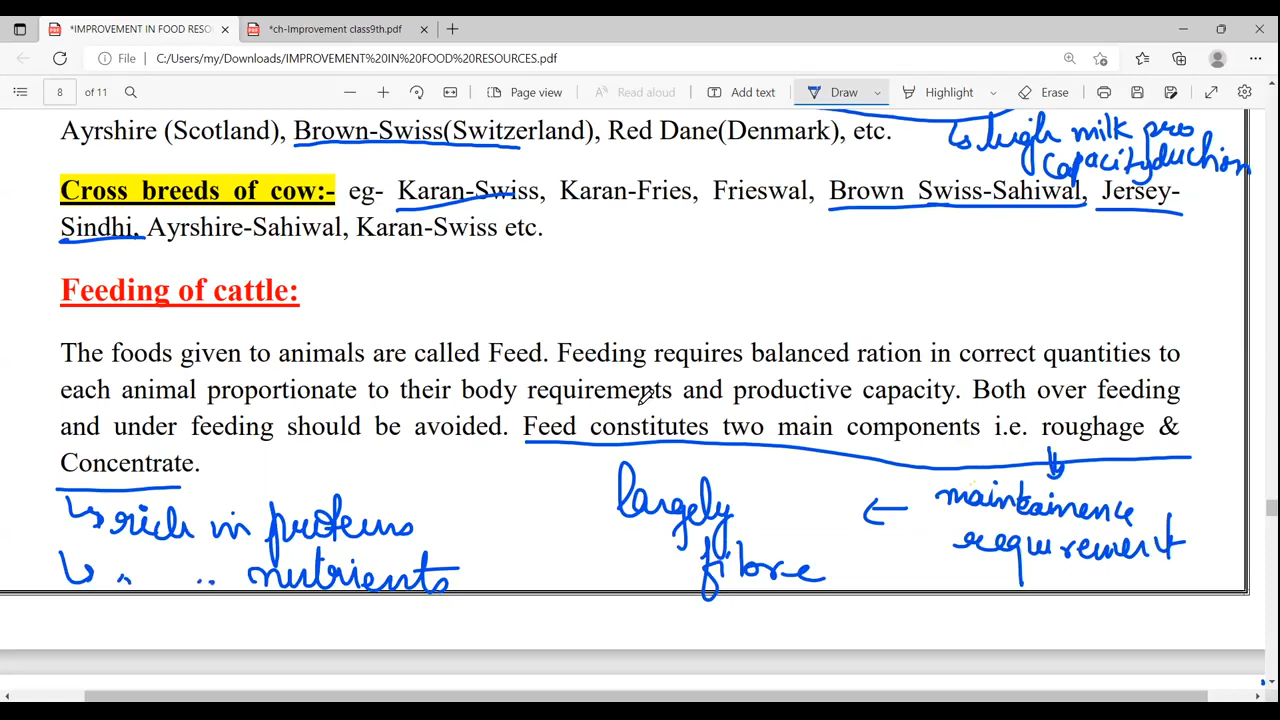 *IMPROVEMENT IN FOOD RESO
*ch-Improvement class9th.pdf
File C:/Users/my/Downloads/IMPROVEMENT%20IN%20FOOD%20RESOURCES.pdf
8 of 11 Page view Read aloud Add text Draw Highlight Erase
Ayrshire (Scotland), Brown-Swiss(Switzerland), Red Dane(Denmark), etc.
high milk pro
capacityduction
Cross breeds of cow:- eg- Karan-Swiss, Karan-Fries, Frieswal, Brown Swiss-Sahiwal, Jersey-
Sindhi, Ayrshire-Sahiwal, Karan-Swiss etc.
Feeding of cattle:
The foods given to animals are called Feed. Feeding requires balanced ration in correct quantities to
each animal proportionate to their body requirements and productive capacity. Both over feeding
and under feeding should be avoided. Feed constitutes two main components i.e. roughage &
Concentrate.
rich in proteins
" " nutrients
largely
fibre
maintainence
requirement